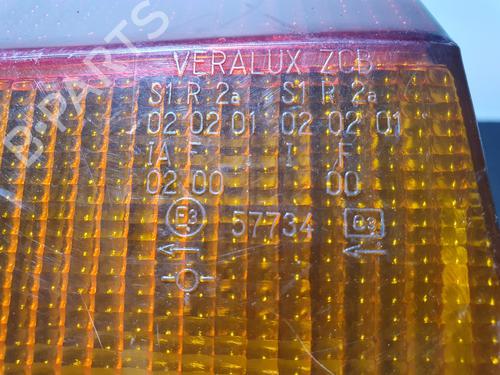 B-PARTS
VERALUX ZCB
S1 R 2a S1 R 2a
02 02 01 02 02 01
IA F I F
02 00 00
E3 57734 e3